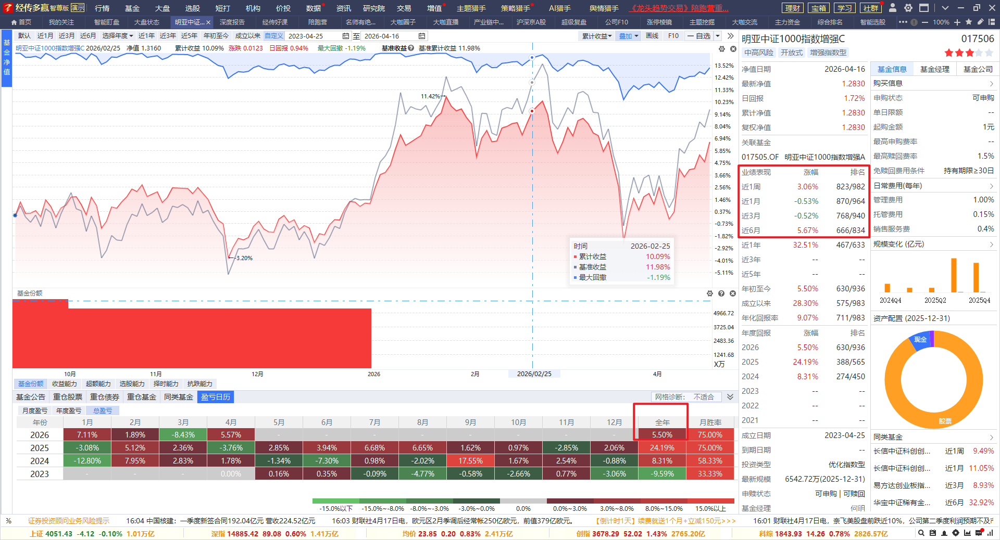 经传多赢 智尊版 演示 行情 基金 大盘 选股 短打 机构 价投 数据 资讯 研究院 交易 增值 主题猎手 策略猎手 AI猎手 舆情猎手 《龙头趋势交易》陪跑营重... 理财 宝箱 学习 社群
首页 我的关注 智能盯盘 大盘状态 明亚中证... 深度报告 经传好课 陪跑营 名师有绝... 大咖圈子 大咖直播 产业链中... 沪深京A股 超级复盘 公司F10 涨停棱镜 主题挖掘 大咖交流 主力资金 综合排名 智能选股 100%
基金净值
默认 近1月 近3月 近6月 选择年度 近1年 近3年 近5年 年初至今 成立以来 自定义 2023-04-25 至 2026-04-16 累计收益 叠加 画线 F10 一自选
明亚中证1000指数增强C 2026/02/25 净值 1.3160 累计收益 10.09% 涨跌 0.0123 日回报 0.94% 最大回撤 -1.19% 基准收益 基准累计收益 11.98%
13.52%
12.42%
11.33%
10.23%
9.14%
8.04%
6.94%
5.85%
4.75%
3.66%
2.56%
1.46%
0.37%
-0.73%
-1.82%
-2.92%
-4.01%
-5.11%
11.42%
-3.20%
时间 2026-02-25
累计收益 10.09%
基准收益 11.98%
最大回撤 -1.19%
基金份额
4966.72
3725.04
2483.36
1241.68
X万
10月 11月 12月 2026 2月 2026/02/25 4月
基金份额 收益能力 超额能力 选股能力 择时能力 抗跌能力
基金公告 重仓股票 重仓债券 重仓基金 同类基金 盈亏日历 网格诊断: 不适合
月度盈亏 年度盈亏 总盈亏
年份 1月 2月 3月 4月 5月 6月 7月 8月 9月 10月 11月 12月 全年 月胜率
2026 7.11% 1.89% -8.43% 5.57% - - - - - - - - 5.50% 75.00%
2025 -3.08% 5.12% 2.36% -3.76% 2.85% 3.94% 6.68% 6.65% 1.62% 0.97% -2.85% 2.06% 24.19% 75.00%
2024 -12.80% 7.95% 2.83% 1.78% -1.34% -7.30% 0.98% -2.02% 17.55% 1.67% 2.54% -0.88% 8.31% 58.33%
2023 - - - 0.00% 0.16% 0.35% -0.09% -4.77% -0.58% -2.66% 0.77% -3.06% -9.59% 33.33%
-15.0%以下 -15.0%~-8.0% -8.0%~-3.0% -3.0%~0.0% 0.0% 0.0%~3.0% 3.0%~8.0% 8.0%~15.0% 15.0%以上
明亚中证1000指数增强C 017506
中高风险 开放式 增强指数型
净值日期 2026-04-16
最新净值 1.2830
日回报 1.72%
累计净值 1.2830
复权净值 1.2830
关联基金
017505.OF 明亚中证1000指数增强A
业绩表现 涨幅 排名
近1周 3.06% 823/982
近1月 -0.53% 870/964
近3月 -0.52% 768/940
近6月 5.67% 666/834
近1年 32.51% 467/633
近3年 -- --
近5年 -- --
年初至今 5.50% 630/936
成立以来 28.30% 575/983
年化回报率 9.07% 711/983
年度回报 涨幅 排名
2026 5.50% 630/936
2025 24.19% 388/565
2024 8.31% 274/450
2023 -- --
2022 -- --
2021 -- --
成立日期 2023-04-25
到期日期 --
投资类型 优化指数型
最新规模 6542.72万(2025-12-31)
申赎状态 可申购 | 可赎回
基金经理 何明
基金信息 基金经理 基金公司
购买信息
申购状态 可申购
单日限额 --
起购金额 1元
最高申购费率 --
最高赎回费率 1.5%
免赎回费用条件 持有期限≥30日
日常费用(每年)
管理费用 1.00%
托管费用 0.15%
销售服务费 0.4%
规模变化 (亿元)
2024Q4 2025Q2 2025Q4
资产配置 (2025-12-31)
现金
股票
同类基金
长信中证科创创... 近1周 9.49%
长信中证科创创... 近1月 11.05%
易方达创业板指... 近3月 8.93%
华宝中证稀有金... 近6月 32.92%
% 证券投资顾问业务风险提示 16:04 中国核建：一季度新签合同192.04亿元 营收224.52亿元 16:03 财联社4月17日电，欧元区2月季调后经常帐250亿欧元，前值379亿欧元。 【倒计时1天】续费就送1个月+立减150元>>> 16:01 财联社4月17日电，奈飞美股盘前跌近10%，公司第二季度利润预期不及
上证 4051.43 -4.12 -0.10% 1.01万亿 深指 14885.42 89.08 0.60% 1.41万亿 均价 23.85 0.20 0.83% 2.41万亿 创指 3678.29 52.02 1.43% 2765.20亿 科综 1843.93 14.26 0.78% 2826.57亿